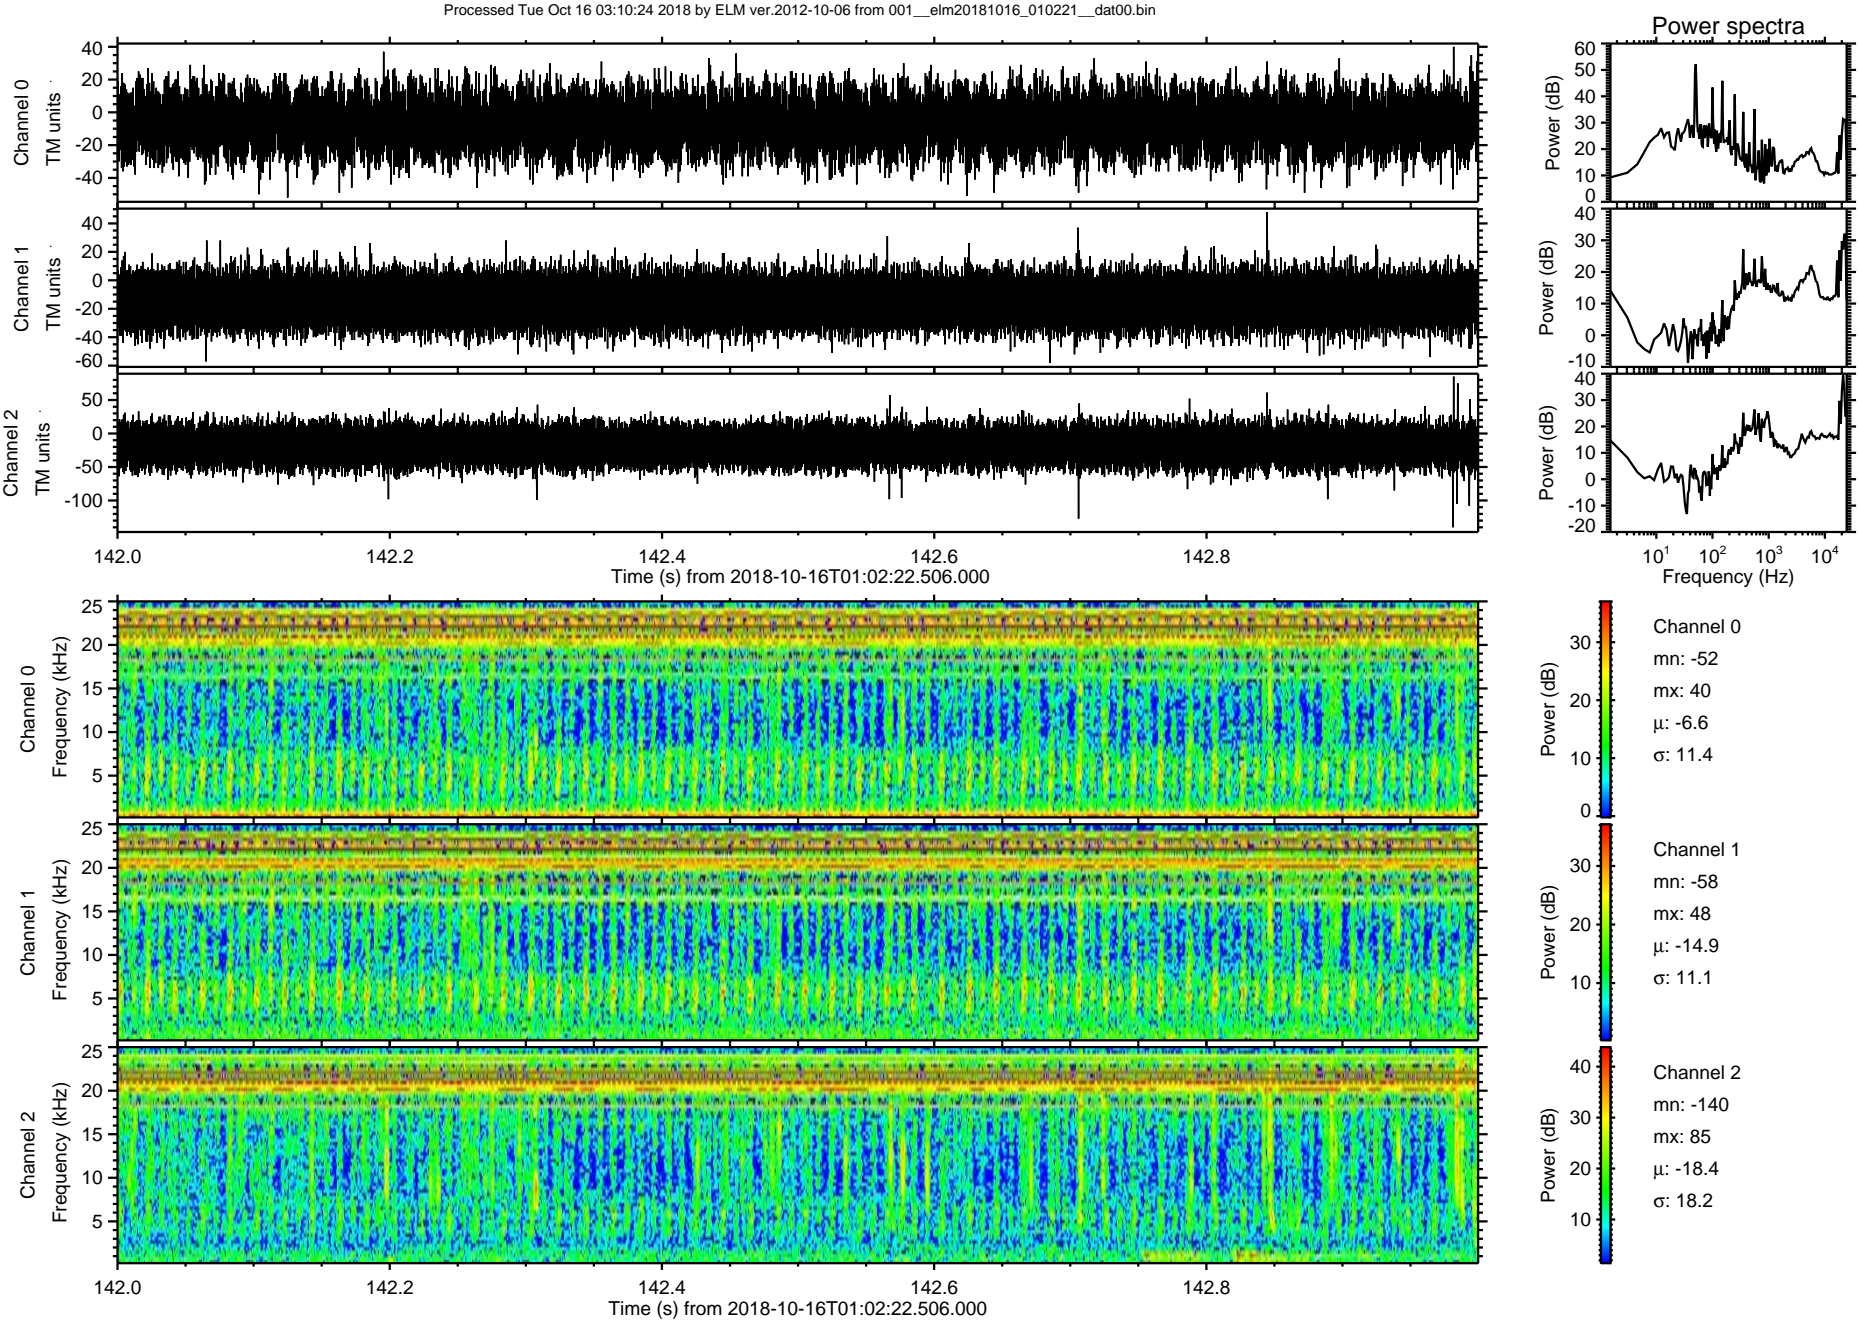 Processed Tue Oct 16 03:10:24 2018 by ELM ver.2012-10-06 from 001__elm20181016_010221__dat00.bin
Power spectra
Channel 0
TM units
40
20
0
-20
-40
Power (dB)
60
50
40
30
20
10
0
Channel 1
TM units
40
20
0
-20
-40
-60
Power (dB)
40
30
20
10
0
-10
Channel 2
TM units
50
0
-50
-100
Power (dB)
40
30
20
10
0
-10
-20
142.0 142.2 142.4 142.6 142.8
Time (s) from 2018-10-16T01:02:22.506.000
10^1 10^2 10^3 10^4
Frequency (Hz)
Channel 0
Frequency (kHz)
25
20
15
10
5
Power (dB)
30
20
10
0
Channel 0
mn: -52
mx: 40
μ: -6.6
σ: 11.4
Channel 1
Frequency (kHz)
25
20
15
10
5
Power (dB)
30
20
10
Channel 1
mn: -58
mx: 48
μ: -14.9
σ: 11.1
Channel 2
Frequency (kHz)
25
20
15
10
5
Power (dB)
40
30
20
10
Channel 2
mn: -140
mx: 85
μ: -18.4
σ: 18.2
142.0 142.2 142.4 142.6 142.8
Time (s) from 2018-10-16T01:02:22.506.000